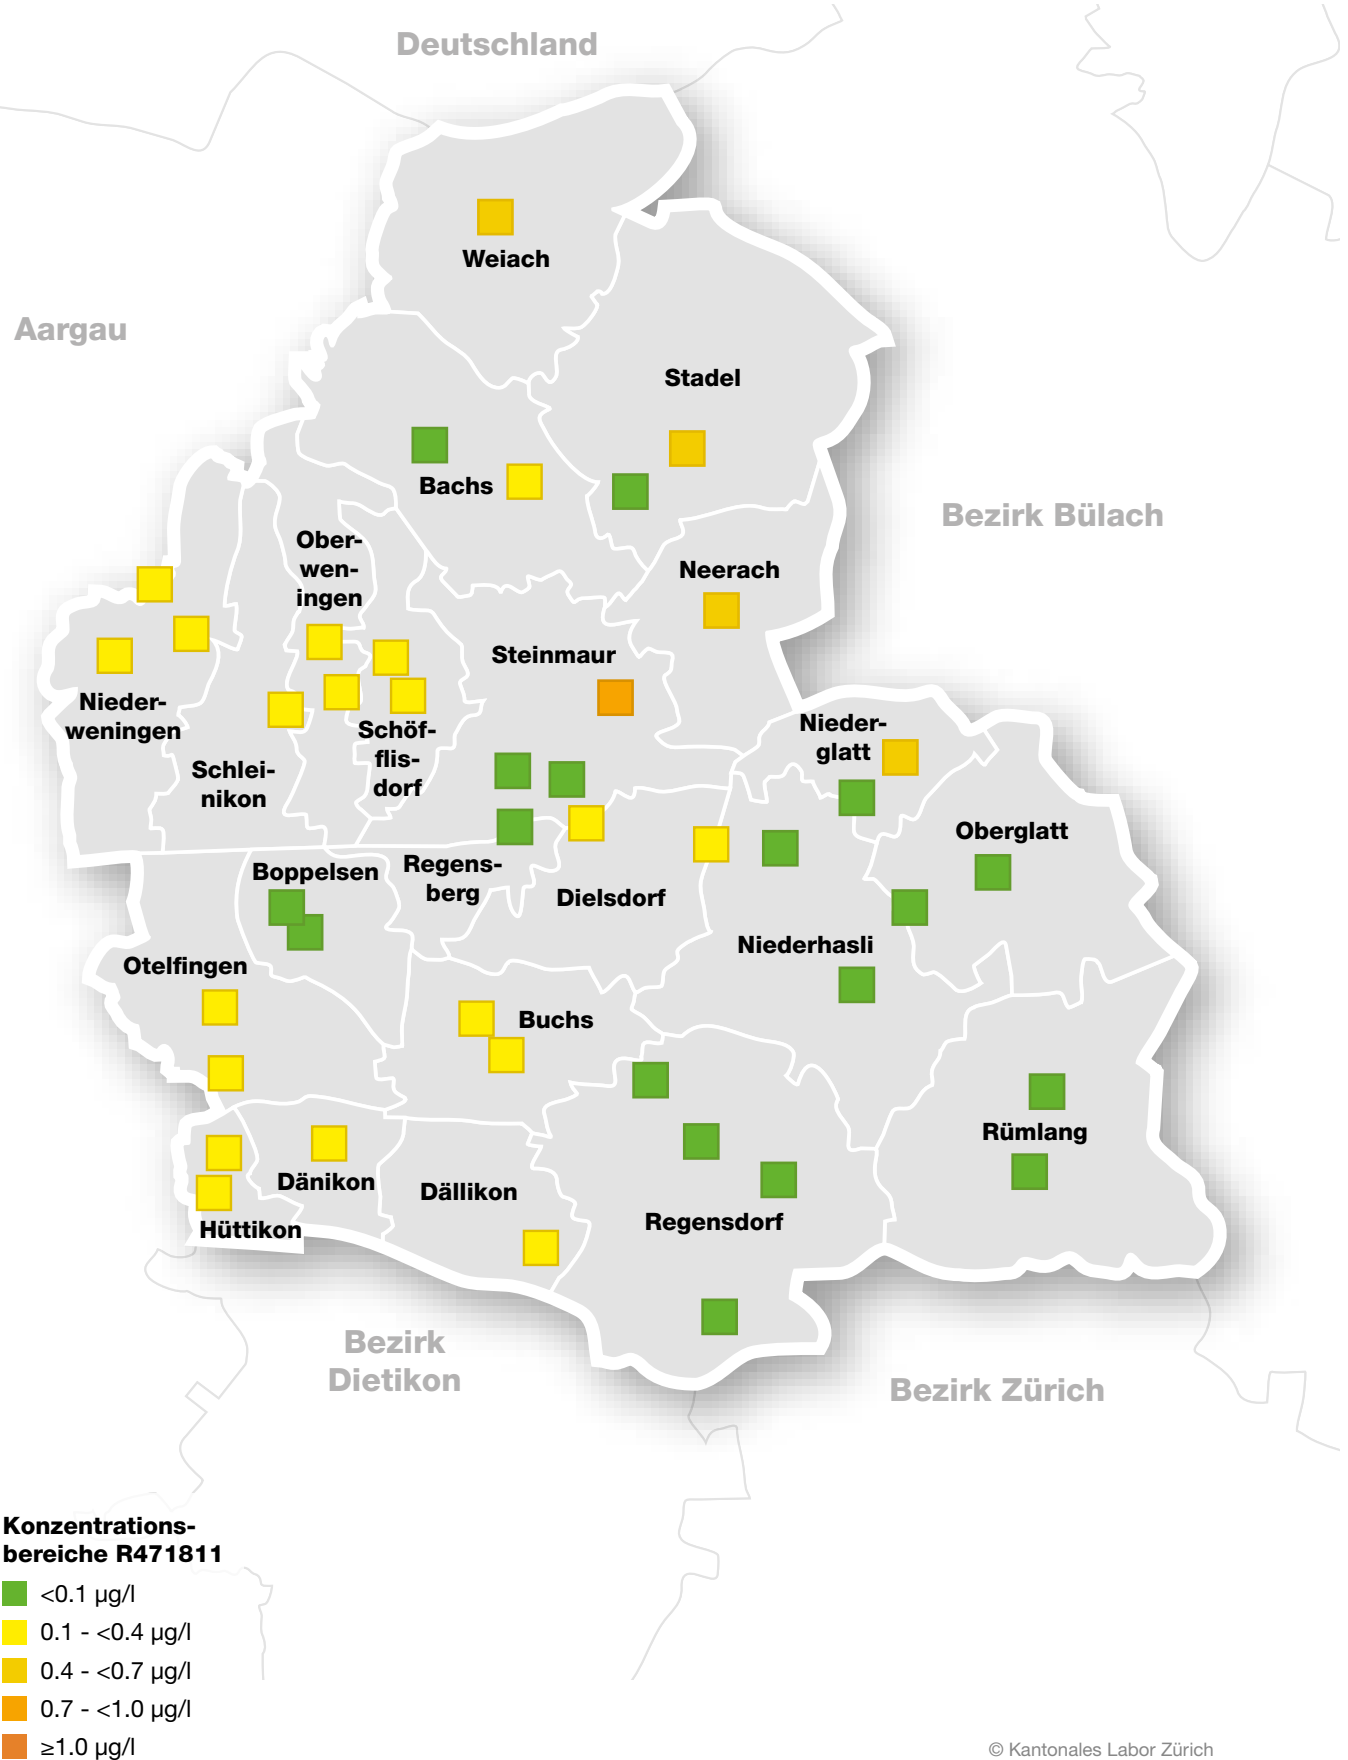 Deutschland
Weiach
Aargau
Stadel
Bachs
Bezirk Bülach
Ober-
wen-
ingen
Neerach
Steinmaur
Nieder-
weningen
Schöf-
flis-
dorf
Nieder-
glatt
Schlei-
nikon
Oberglatt
Boppelsen
Regens-
berg
Dielsdorf
Niederhasli
Otelfingen
Buchs
Rümlang
Dänikon
Dällikon
Hüttikon
Regensdorf
Bezirk
Dietikon
Bezirk Zürich
Konzentrations-
bereiche R471811
<0.1 µg/l
0.1 - <0.4 µg/l
0.4 - <0.7 µg/l
0.7 - <1.0 µg/l
≥1.0 µg/l
© Kantonales Labor Zürich